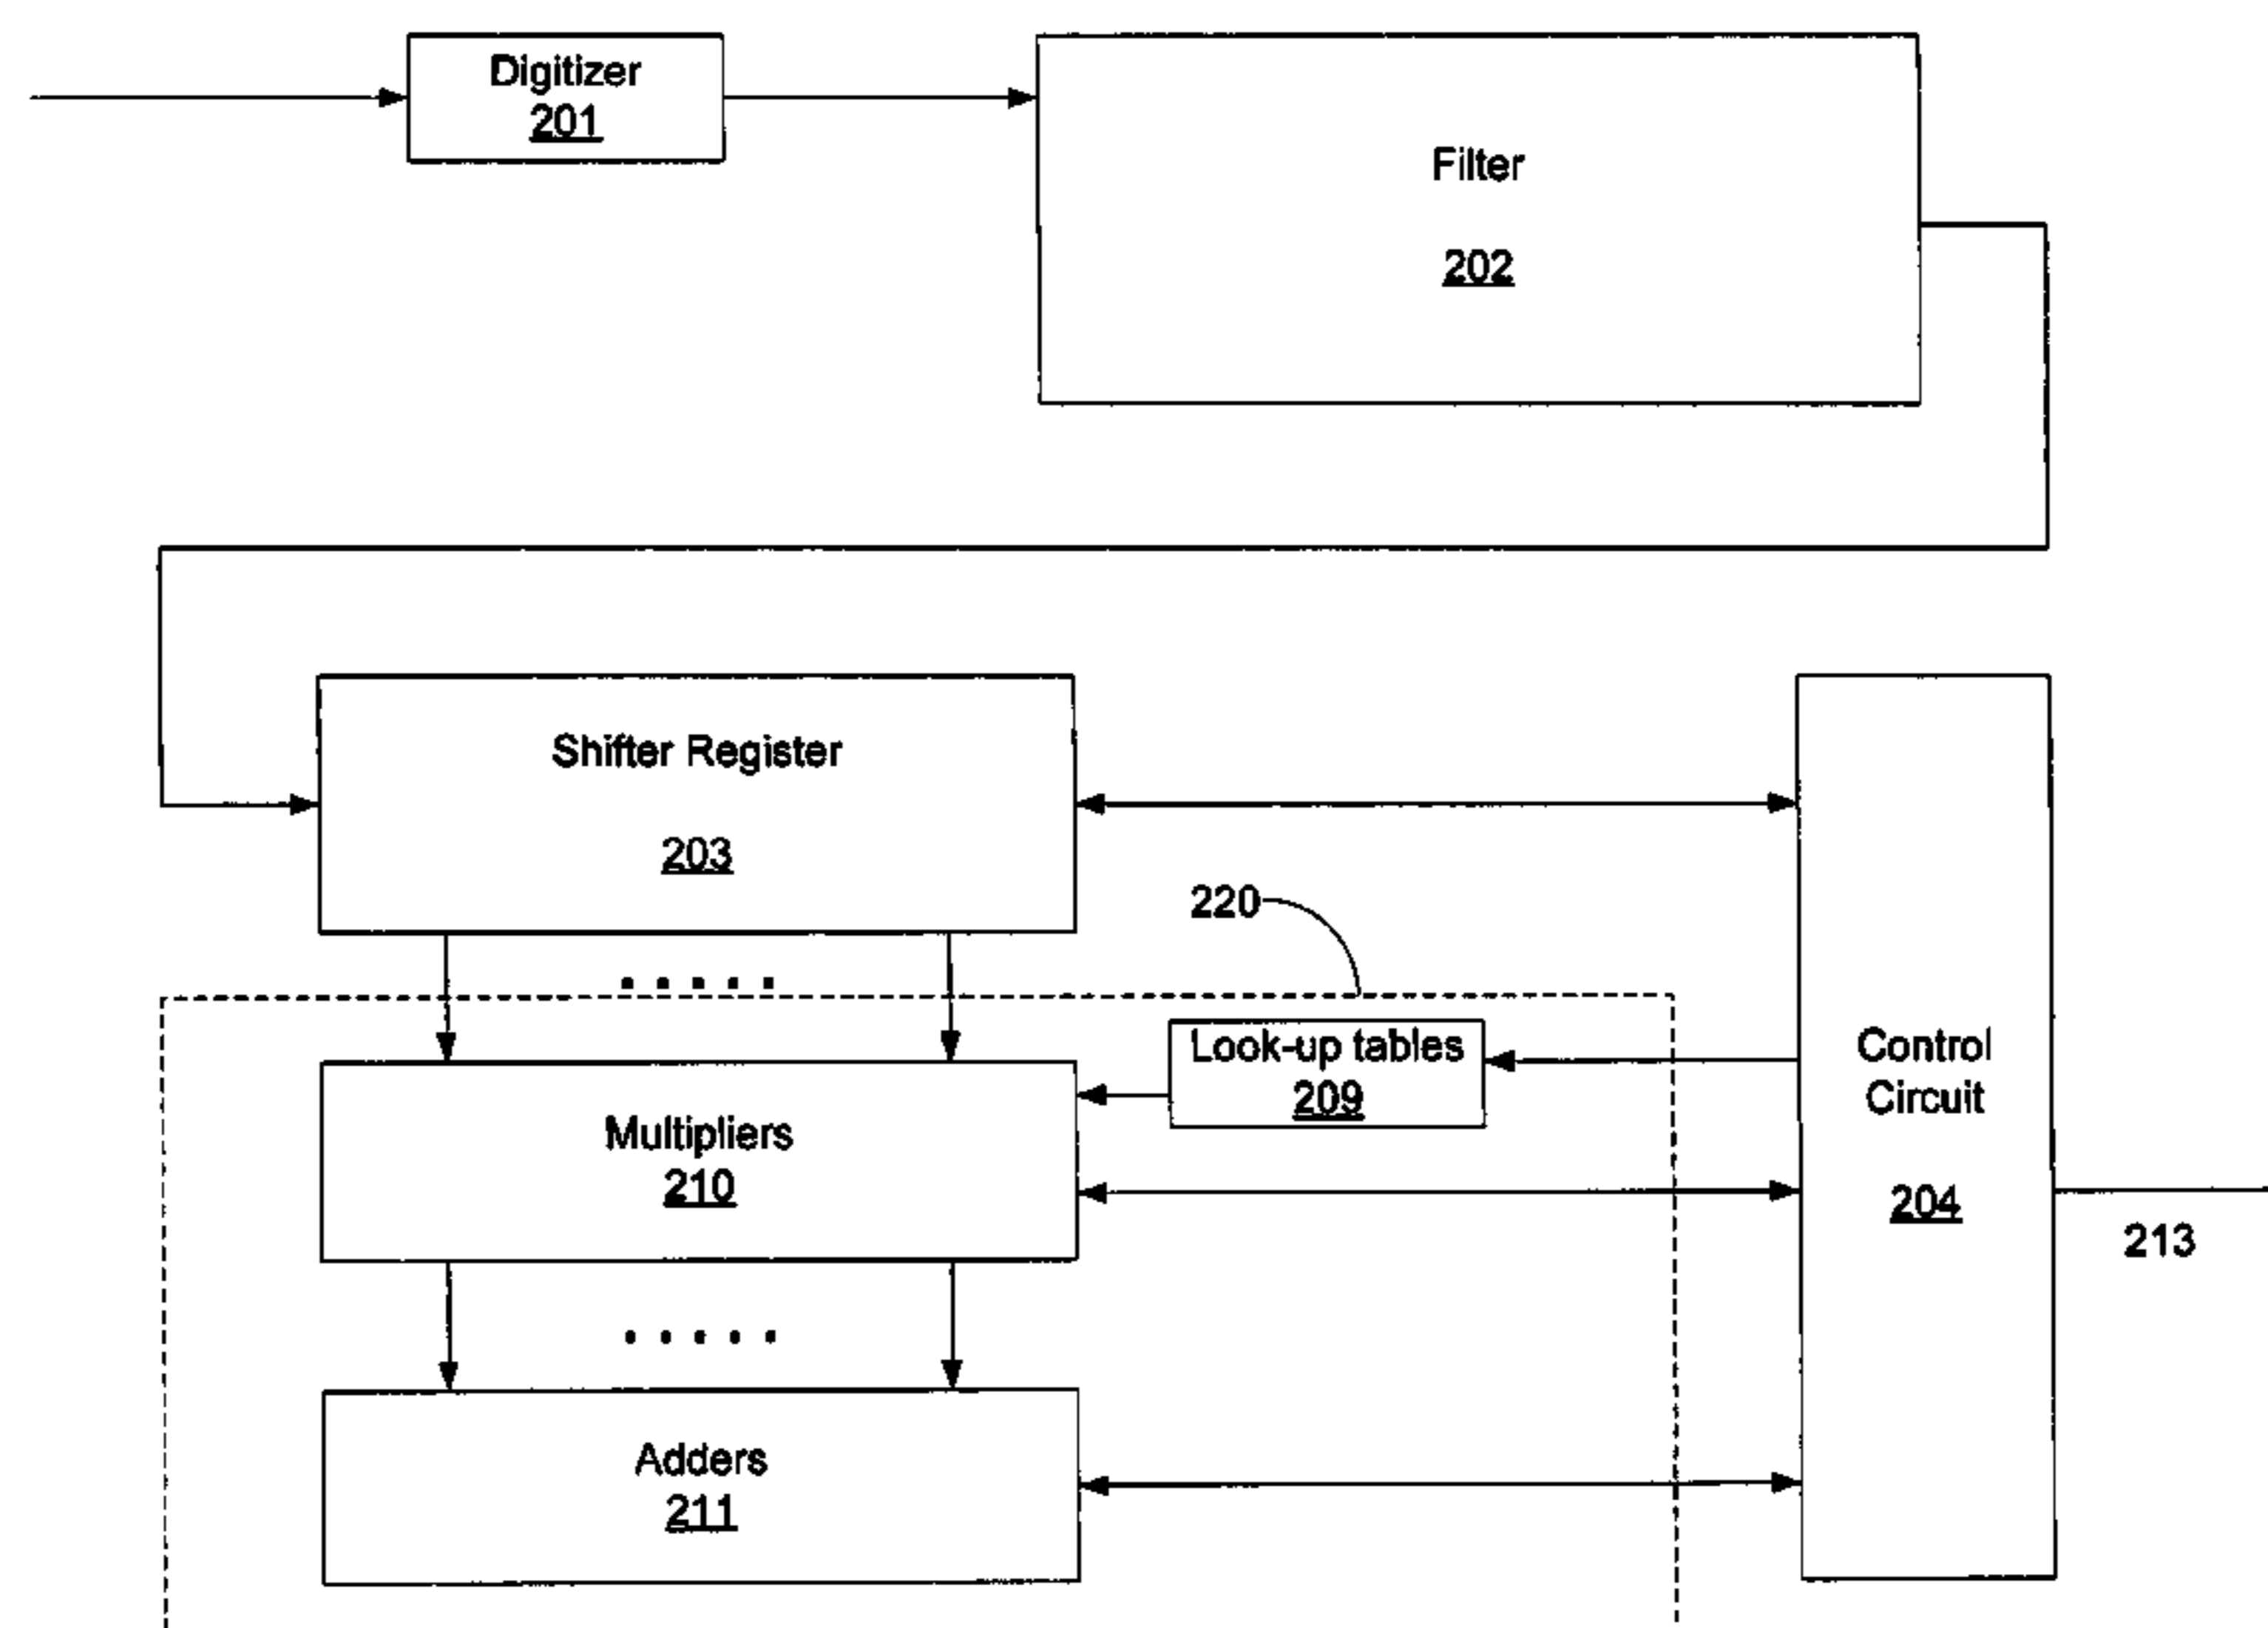 Digitizer
201
Filter
202
Shifter Register
203
220
Look-up tables
209
Control
Circuit
204
Multipliers
210
213
Adders
211